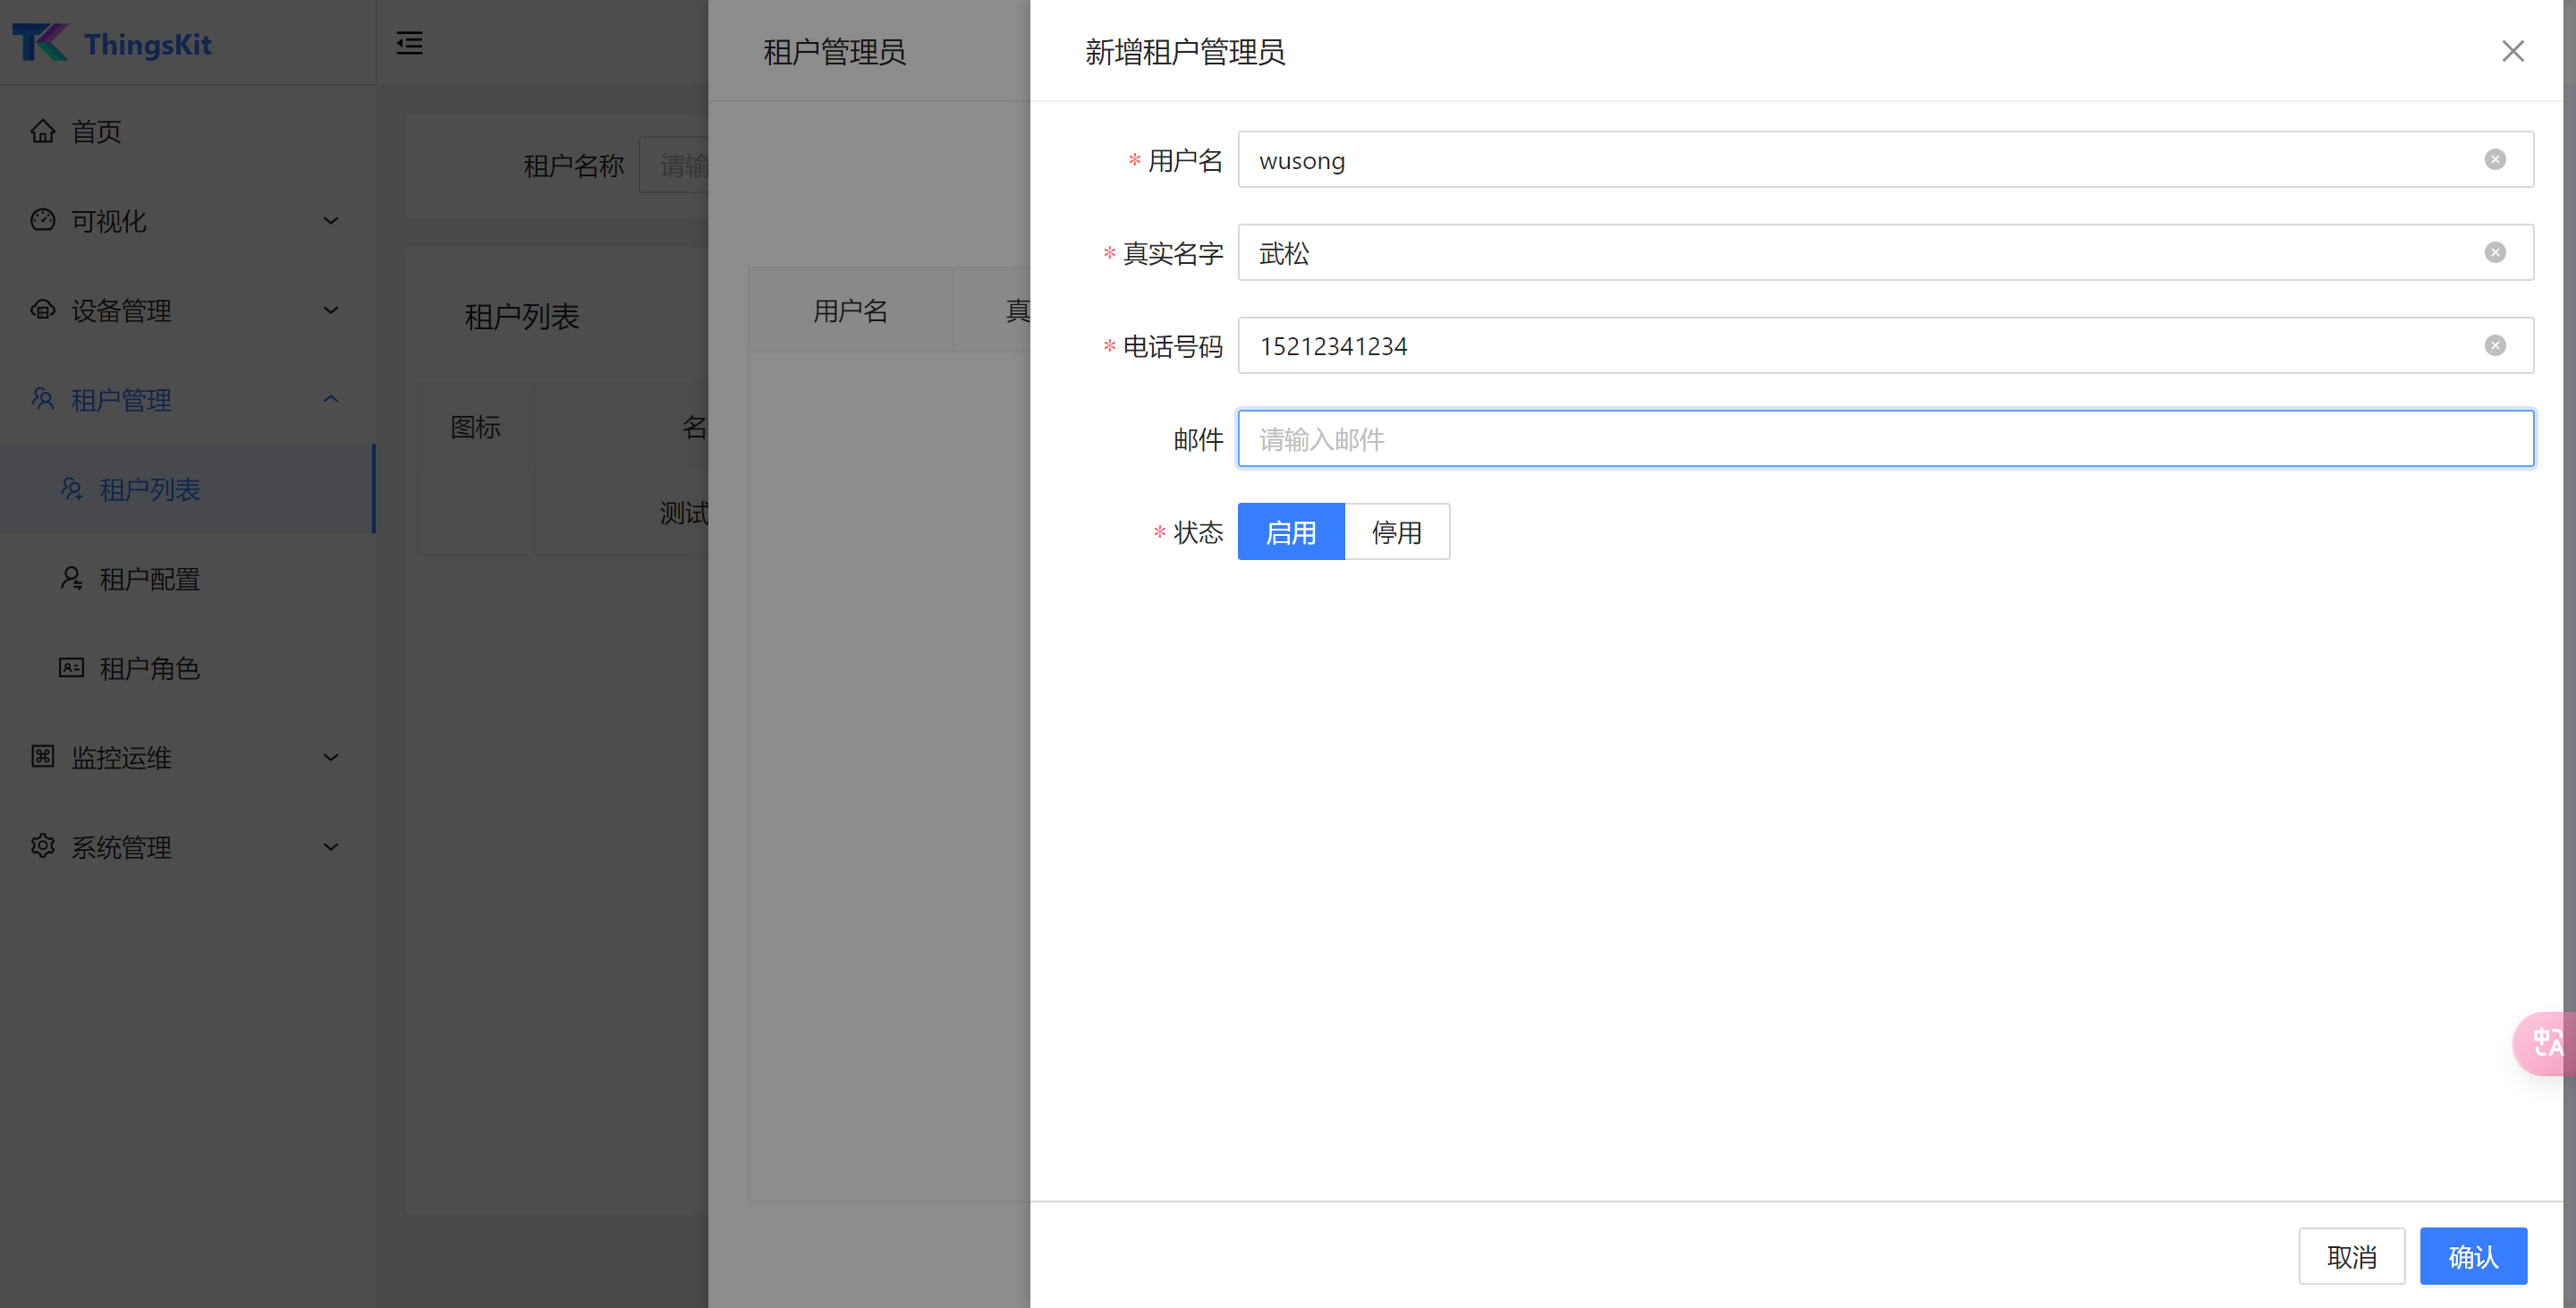 ThingsKit
首页
可视化
设备管理
租户管理
租户列表
租户配置
租户角色
监控运维
系统管理
租户名称
请输
租户列表
图标
名
测试
租户管理员
用户名
真
新增租户管理员
* 用户名 wusong
* 真实名字 武松
* 电话号码 15212341234
邮件 请输入邮件
* 状态 启用 停用
中A
取消 确认